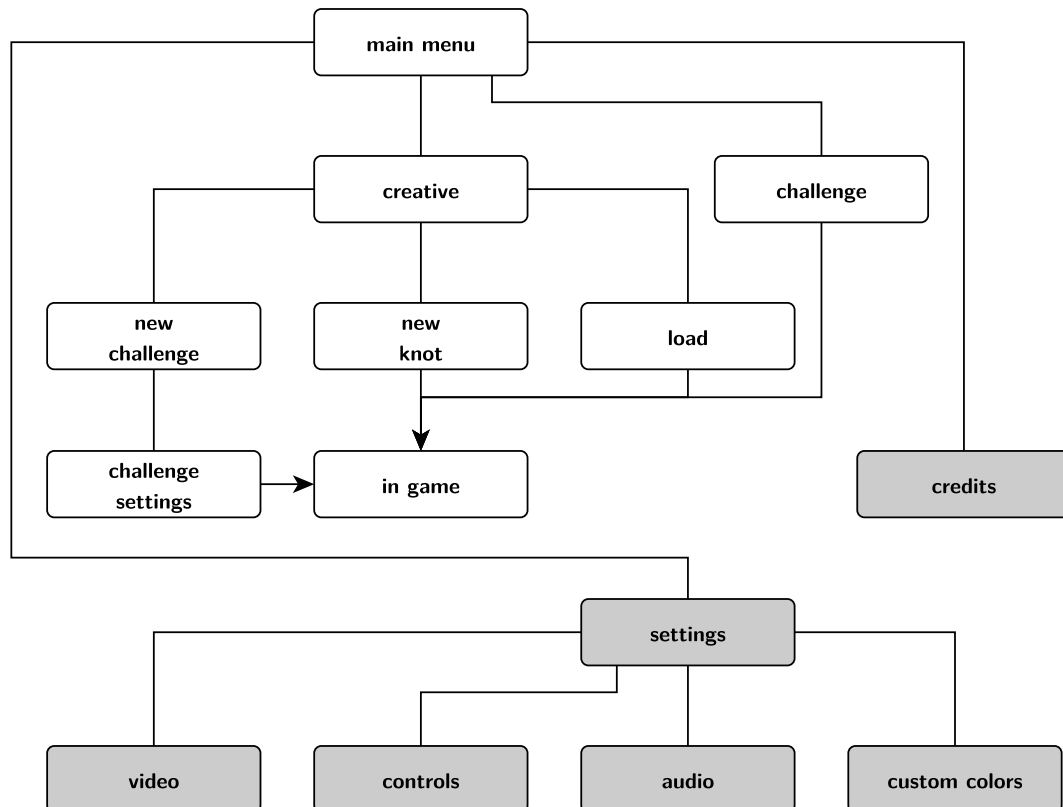 main menu
creative
challenge
new
challenge
new
knot
load
challenge
settings
in game
credits
settings
video
controls
audio
custom colors